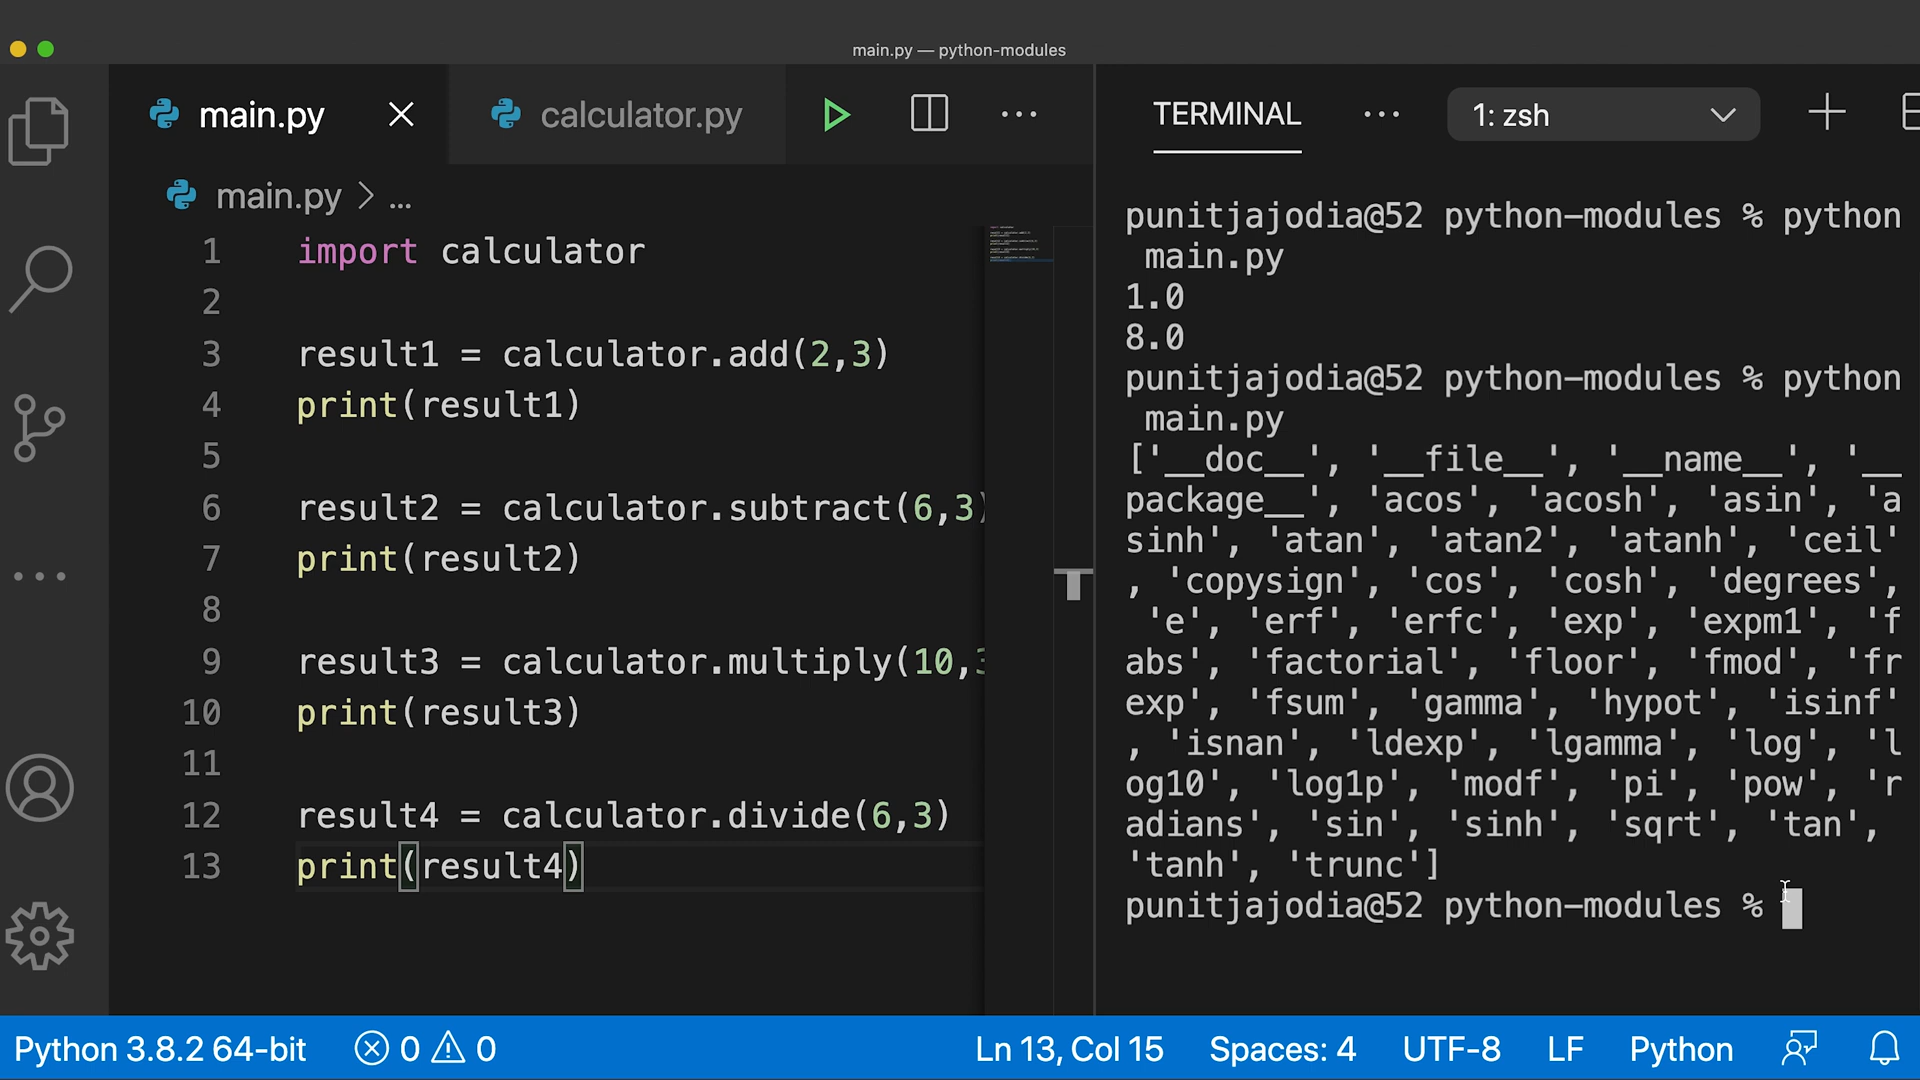 main.py — python-modules
main.py
calculator.py
TERMINAL
1: zsh
main.py > ...
1 import calculator
2
3 result1 = calculator.add(2,3)
4 print(result1)
5
6 result2 = calculator.subtract(6,3)
7 print(result2)
8
9 result3 = calculator.multiply(10,3
10 print(result3)
11
12 result4 = calculator.divide(6,3)
13 print(result4)
punitjajodia@52 python-modules % python
main.py
1.0
8.0
punitjajodia@52 python-modules % python
main.py
['__doc__', '__file__', '__name__', '__
package__', 'acos', 'acosh', 'asin', 'a
sinh', 'atan', 'atan2', 'atanh', 'ceil'
, 'copysign', 'cos', 'cosh', 'degrees',
'e', 'erf', 'erfc', 'exp', 'expm1', 'f
abs', 'factorial', 'floor', 'fmod', 'fr
exp', 'fsum', 'gamma', 'hypot', 'isinf'
, 'isnan', 'ldexp', 'lgamma', 'log', 'l
og10', 'log1p', 'modf', 'pi', 'pow', 'r
adians', 'sin', 'sinh', 'sqrt', 'tan',
'tanh', 'trunc']
punitjajodia@52 python-modules %
Python 3.8.2 64-bit
0
0
Ln 13, Col 15
Spaces: 4
UTF-8
LF
Python